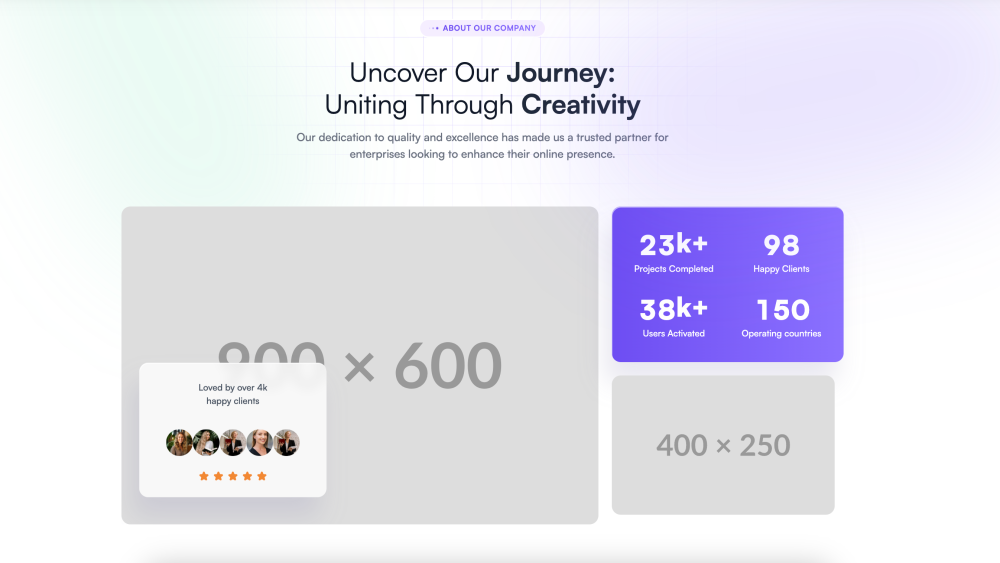 ABOUT OUR COMPANY
Uncover Our Journey:
Uniting Through Creativity
Our dedication to quality and excellence has made us a trusted partner for
enterprises looking to enhance their online presence.
900 × 600
Loved by over 4k
happy clients
23k+
Projects Completed
98
Happy Clients
38k+
Users Activated
150
Operating countries
400 × 250